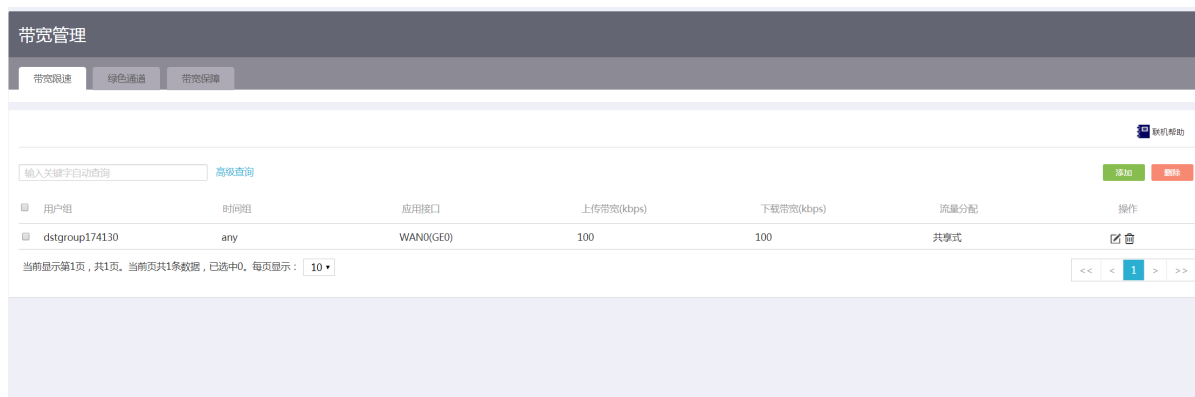 带宽管理
带宽限速 绿色通道 带宽保障
联机帮助
输入关键字自动查询 高级查询 添加 删除
用户组 时间组 应用接口 上传带宽(kbps) 下载带宽(kbps) 流量分配 操作
dstgroup174130 any WAN0(GE0) 100 100 共享式
当前显示第1页，共1页。当前页共1条数据，已选中0。每页显示： 10 << < 1 > >>